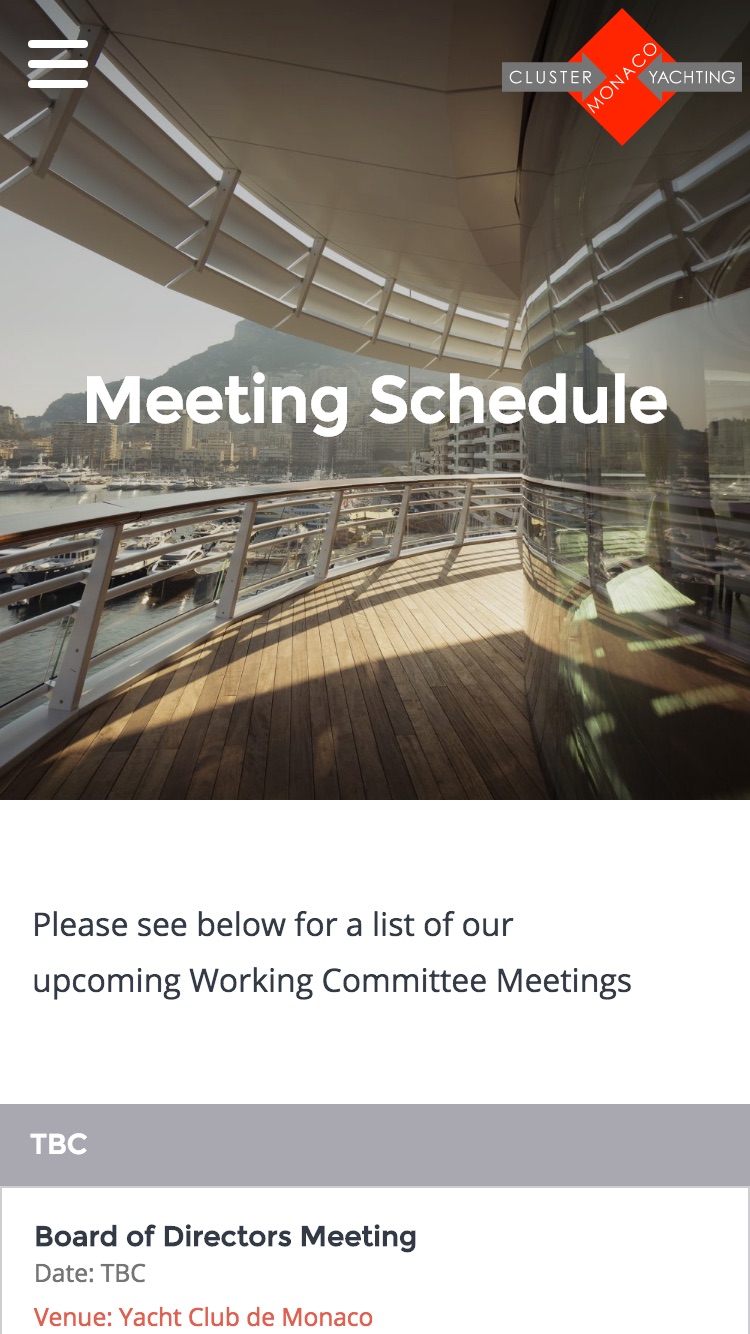 CLUSTER MONACO YACHTING
Meeting Schedule
Please see below for a list of our
upcoming Working Committee Meetings
TBC
Board of Directors Meeting
Date: TBC
Venue: Yacht Club de Monaco